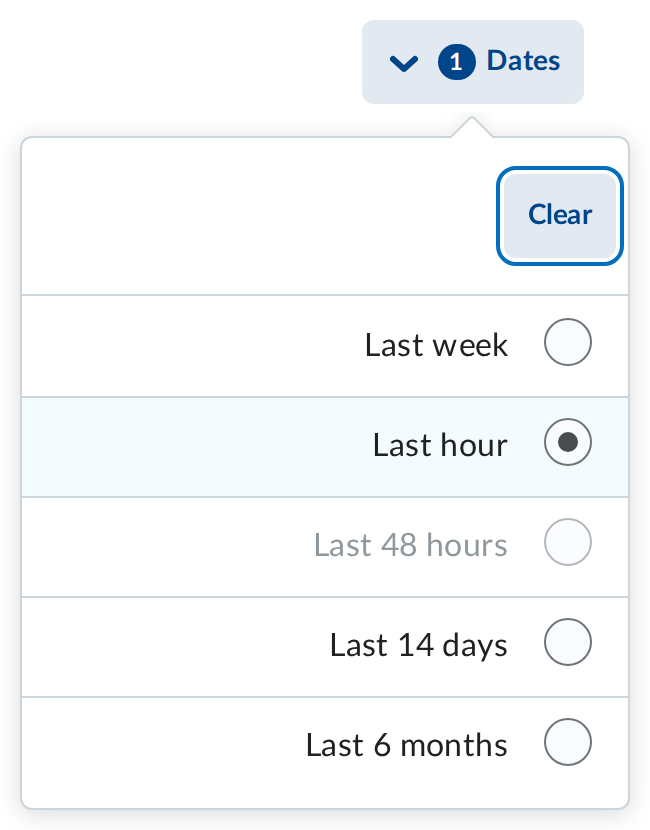 1 Dates
Clear
Last week
Last hour
Last 48 hours
Last 14 days
Last 6 months